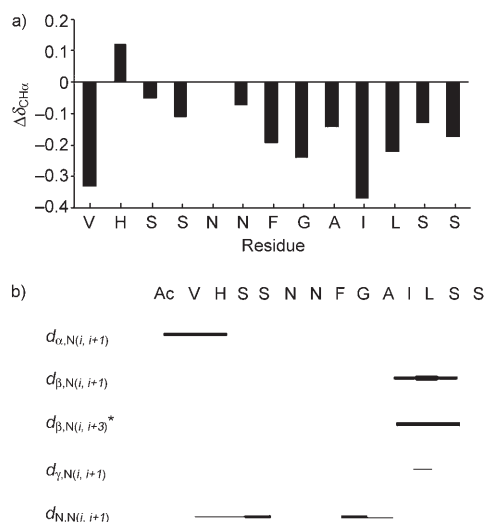 a)
0.2
0.1
0
−0.1
−0.2
−0.3
−0.4
ΔδCHα
V H S S N N F G A I L S S
Residue
b)
Ac V H S S N N F G A I L S S
dα,N(i, i+1)
dβ,N(i, i+1)
dβ,N(i, i+3)*
dγ,N(i, i+1)
dN,N(i, i+1)